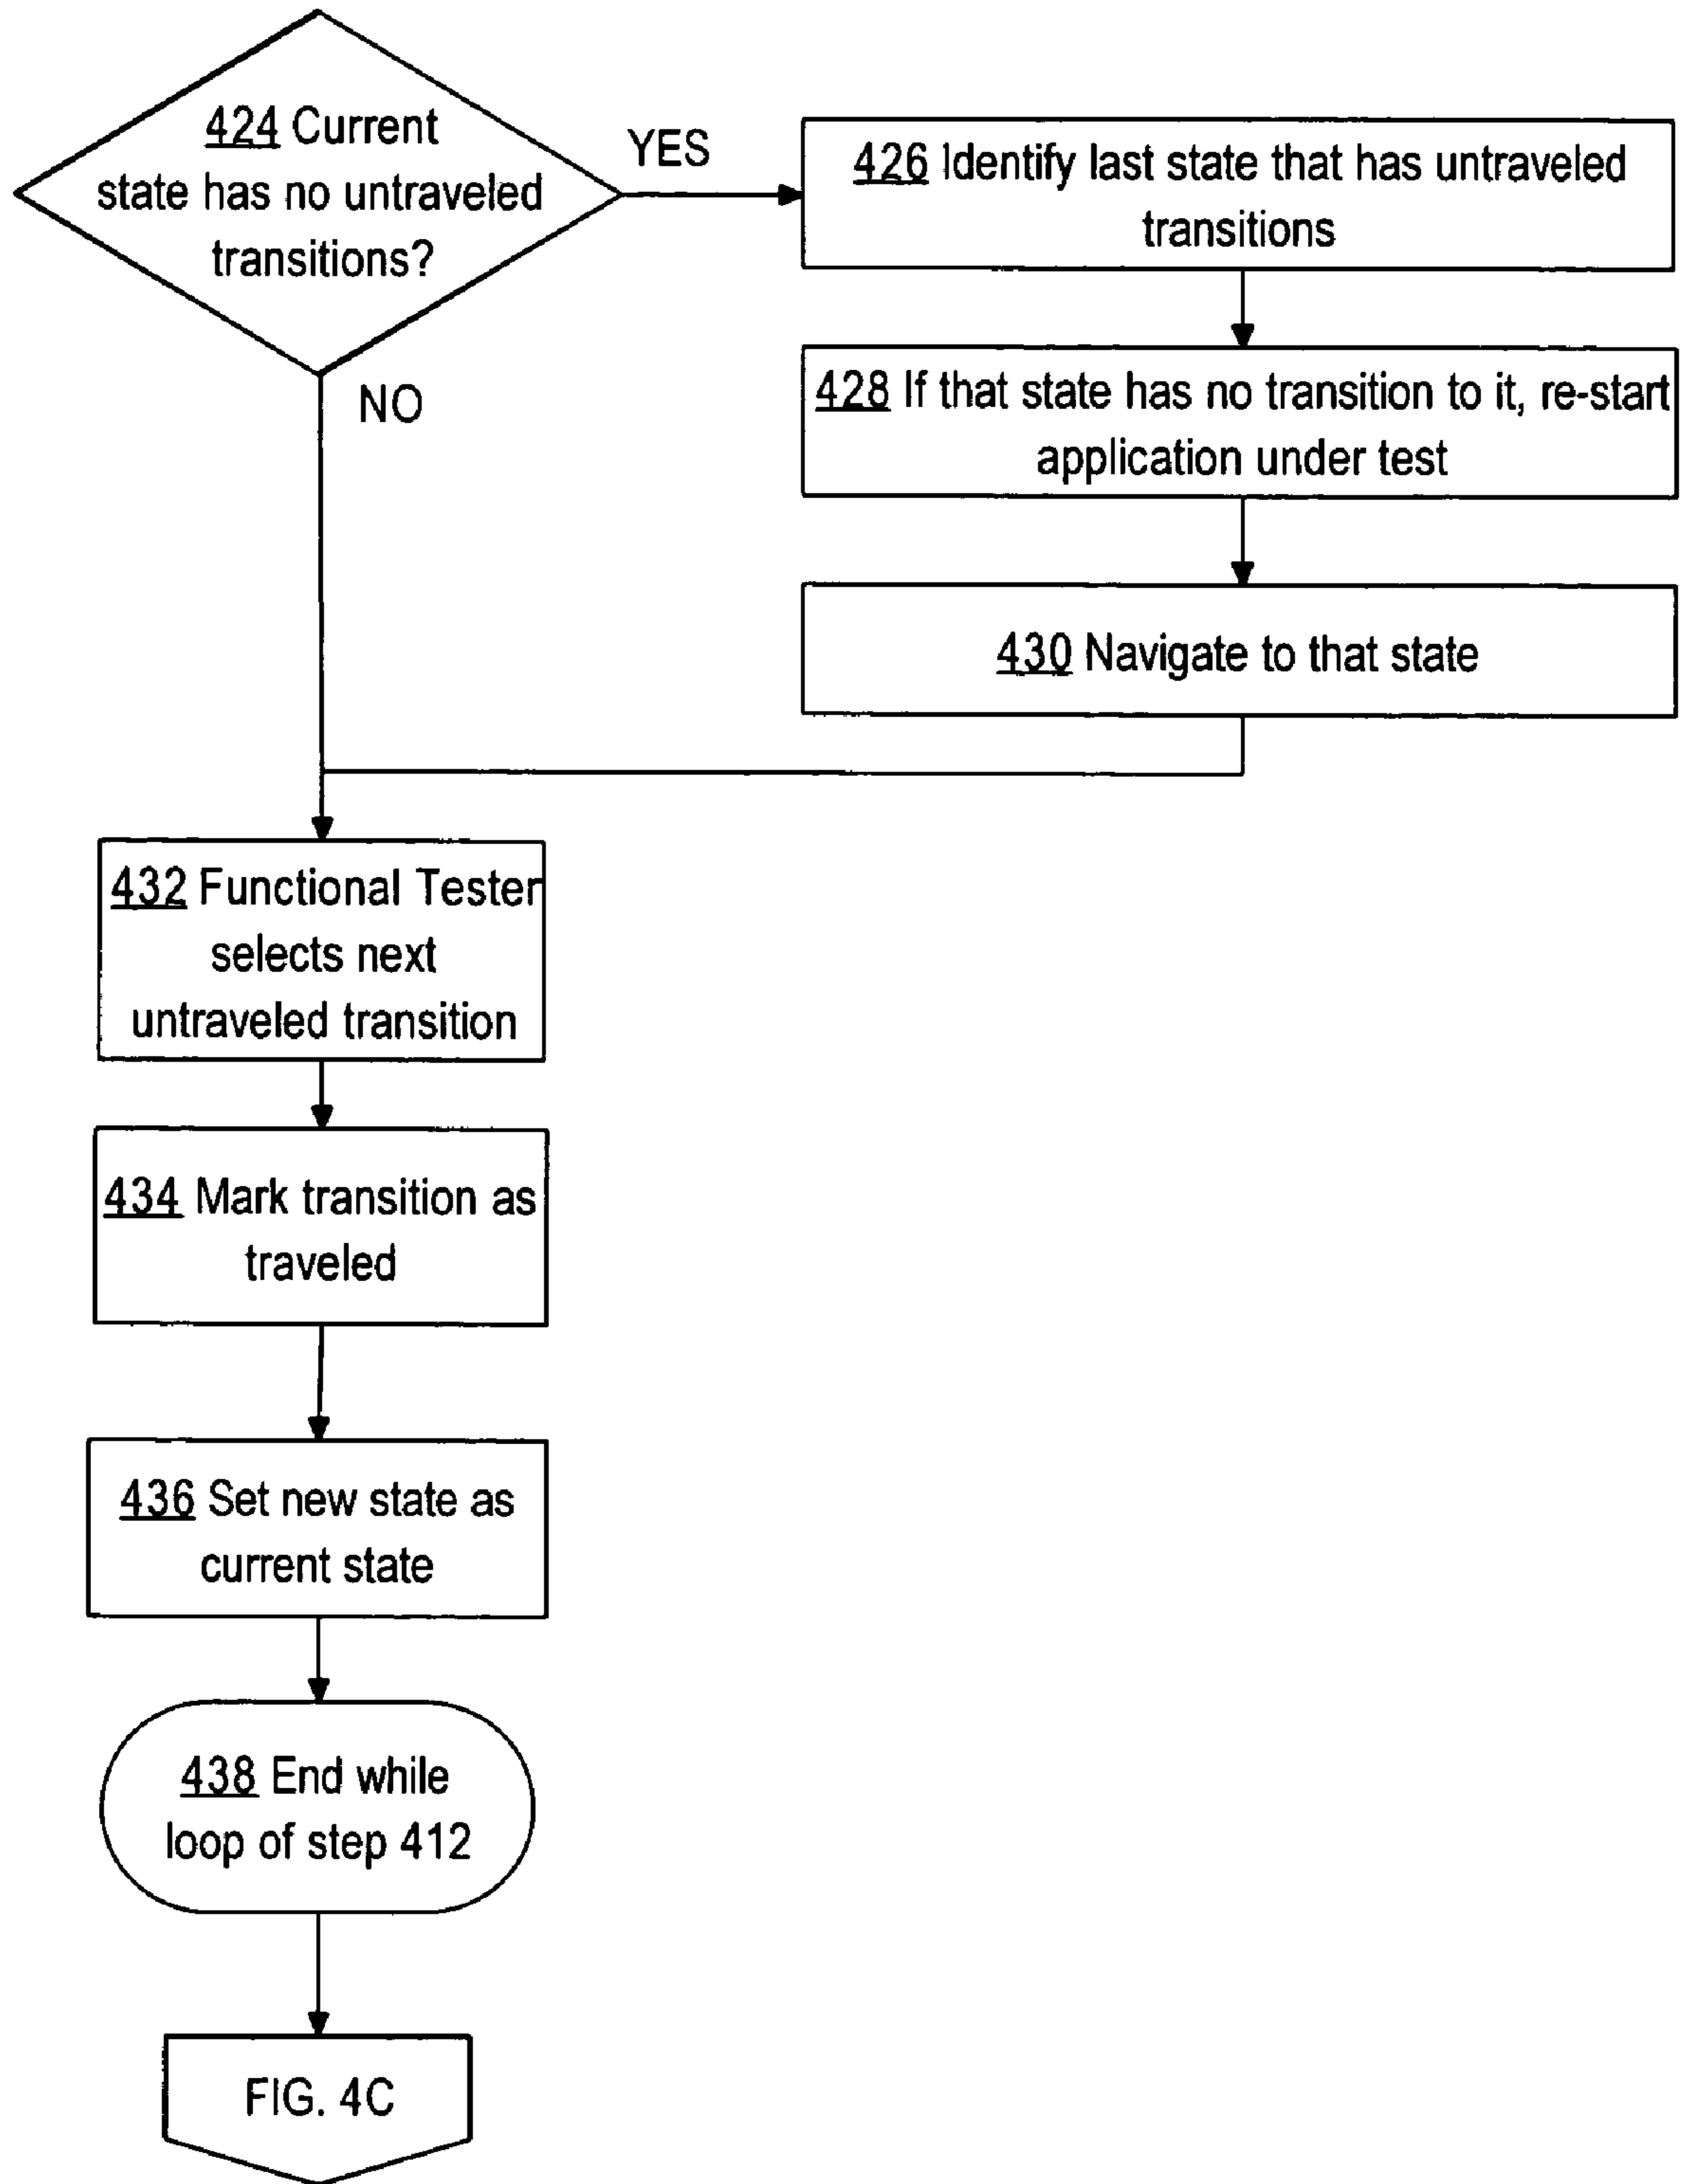 424 Current
state has no untraveled
transitions?
YES
NO
426 Identify last state that has untraveled
transitions
428 If that state has no transition to it, re-start
application under test
430 Navigate to that state
432 Functional Tester
selects next
untraveled transition
434 Mark transition as
traveled
436 Set new state as
current state
438 End while
loop of step 412
FIG. 4C